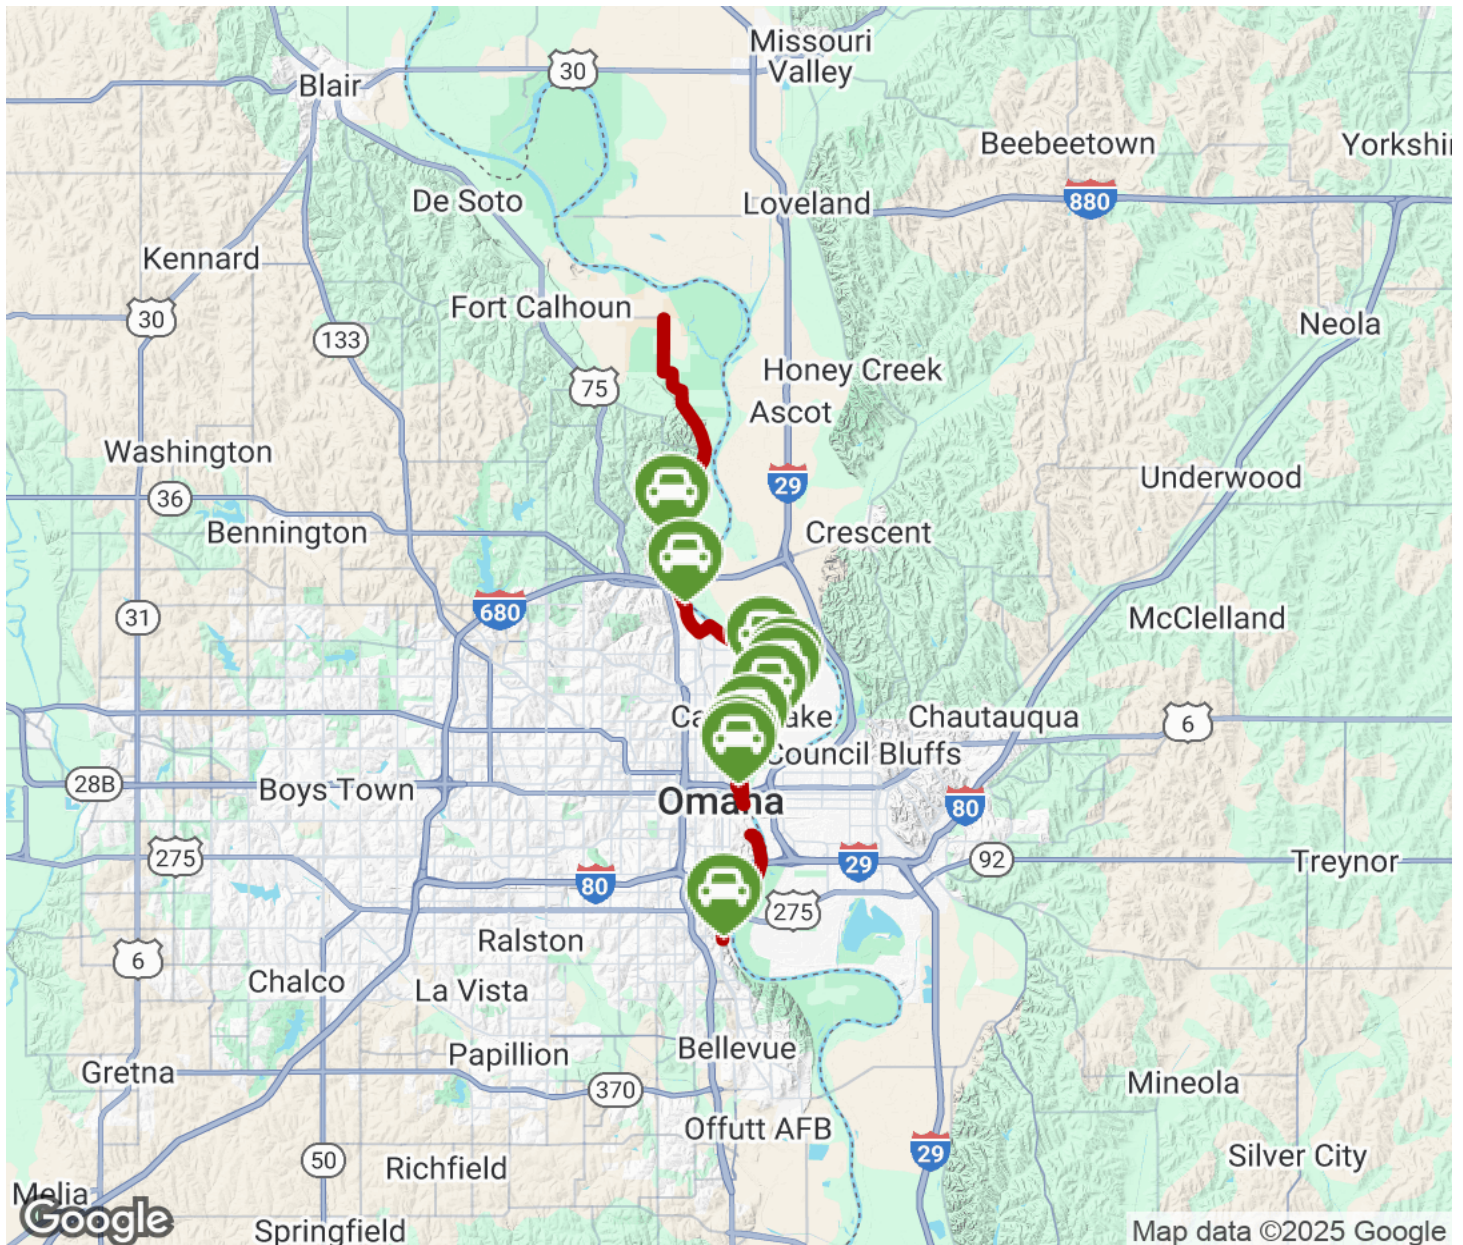 Missouri
Valley
30
Blair
Beebeetown
Yorkshi
De Soto
Loveland
880
Kennard
30
Fort Calhoun
133
Neola
75
Honey Creek
Ascot
Washington
29
Underwood
36
Bennington
Crescent
680
31
McClelland
Ca
ake
Chautauqua
6
Council Bluffs
28B
Boys Town
Omaha
80
275
29
92
Treynor
80
275
Ralston
6
Chalco
La Vista
Papillion
Bellevue
Gretna
370
Mineola
Offutt AFB
29
50
Richfield
Silver City
Melia
Google
Springfield
Map data ©2025 Google